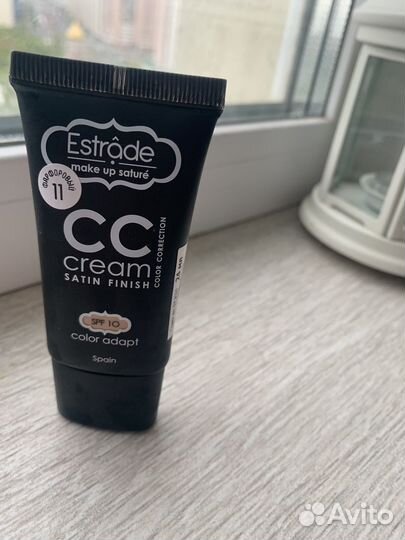 Estrâde
make up saturé
ФАРФОРОВЫЙ
11
CC
cream
SATIN FINISH
COLOR CORRECTION
SPF 10
color adapt
Spain
Avito